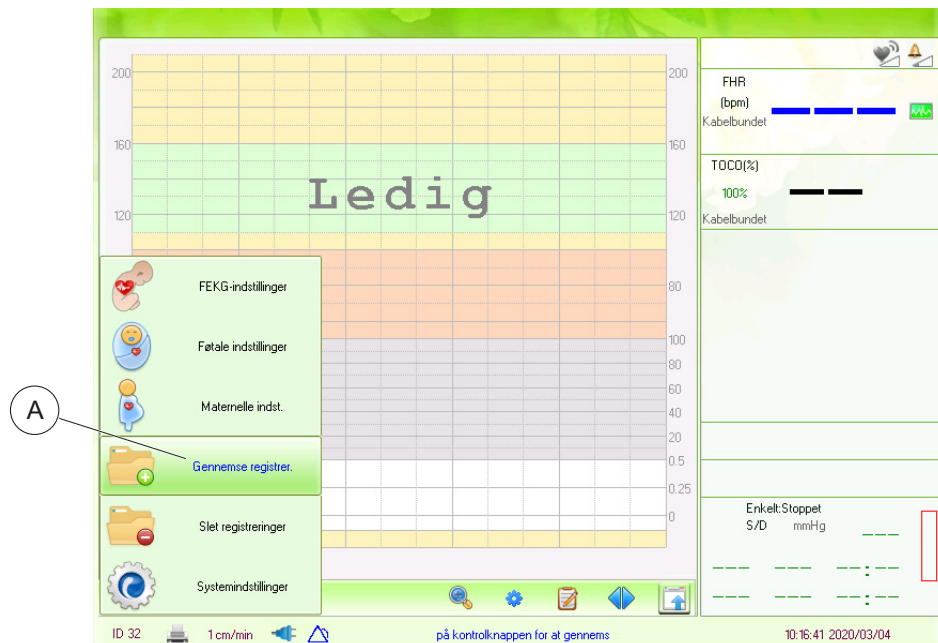 200
200
FHR
(bpm)
Kabelbundet
160
160
TOCO(%)
100%
Kabelbundet
Ledig
120
120
80
100
80
60
40
20
0.5
0.25
0
FEKG-indstillinger
Føtale indstillinger
Maternelle indst.
A
Gennemse registrer.
Slet registreringer
Systemindstillinger
Enkelt:Stoppet
S/D mmHg
---
--- --- --:--
--- --- --:--
ID 32 1 cm/min på kontrolknappen for at gennems 10:16:41 2020/03/04